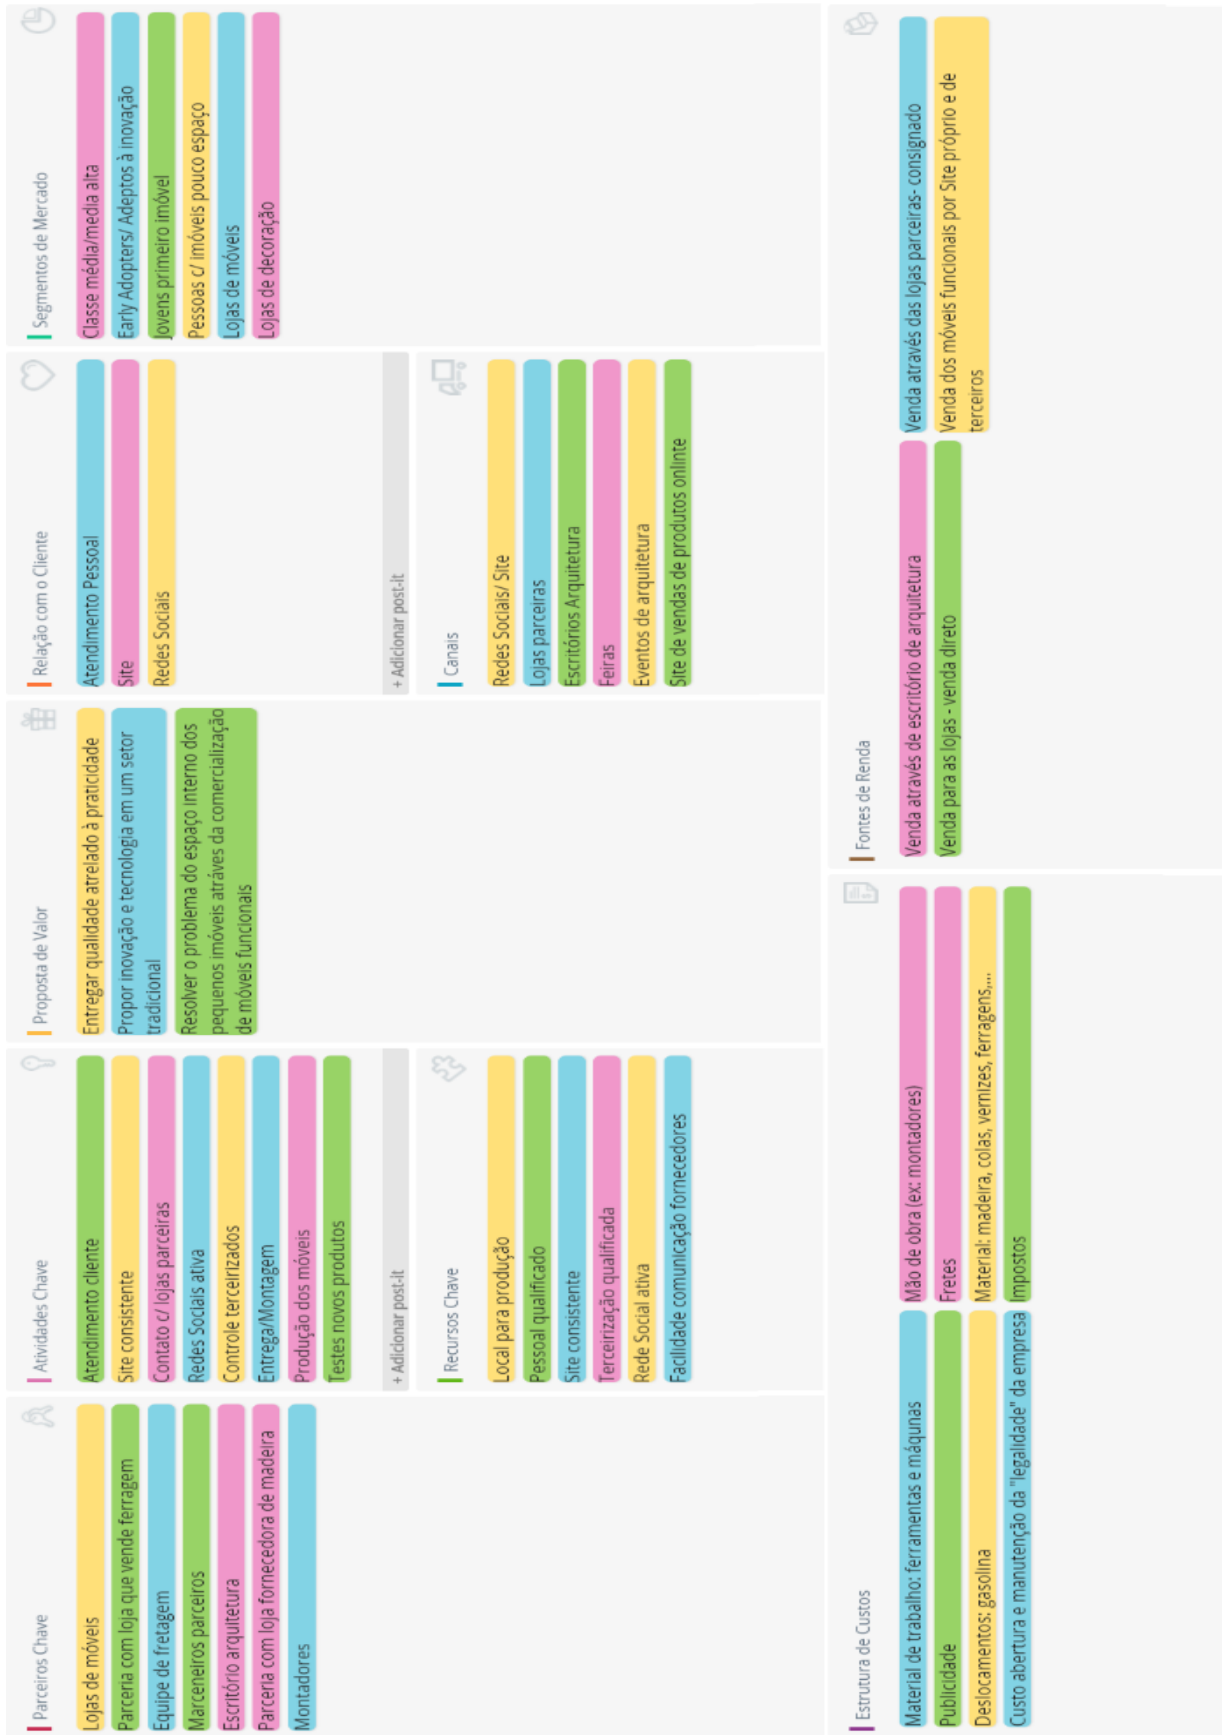 Parceiros Chave
Lojas de móveis
Parceria com loja que vende ferragem
Equipe de fretagem
Marceneiros parceiros
Escritório arquitetura
Parceria com loja fornecedora de madeira
Montadores
Atividades Chave
Atendimento cliente
Site consistente
Contato c/ lojas parceiras
Redes Sociais ativa
Controle terceirizados
Entrega/Montagem
Produção dos móveis
Testes novos produtos
+ Adicionar post-it
Recursos Chave
Local para produção
Pessoal qualificado
Site consistente
Terceirização qualificada
Rede Social ativa
Facilidade comunicação fornecedores
Proposta de Valor
Entregar qualidade atrelado à praticidade
Propor inovação e tecnologia em um setor
tradicional
Resolver o problema do espaço interno dos
pequenos imóveis atráves da comercialização
de móveis funcionais
Relação com o Cliente
Atendimento Pessoal
Site
Redes Sociais
+ Adicionar post-it
Canais
Redes Sociais/ Site
Lojas parceiras
Escritórios Arquitetura
Feiras
Eventos de arquitetura
Site de vendas de produtos onlinte
Segmentos de Mercado
Classe média/media alta
Early Adopters/ Adeptos à inovação
Jovens primeiro imóvel
Pessoas c/ imóveis pouco espaço
Lojas de móveis
Lojas de decoração
Estrutura de Custos
Material de trabalho: ferramentas e máqunas
Publicidade
Deslocamentos: gasolina
Custo abertura e manutenção da "legalidade" da empresa
Mão de obra (ex: montadores)
Fretes
Material: madeira, colas, vernizes, ferragens,...
Impostos
Fontes de Renda
Venda através de escritório de arquitetura
Venda para as lojas - venda direto
Venda através das lojas parceiras- consignado
Venda dos móveis funcionais por Site próprio e de
terceiros